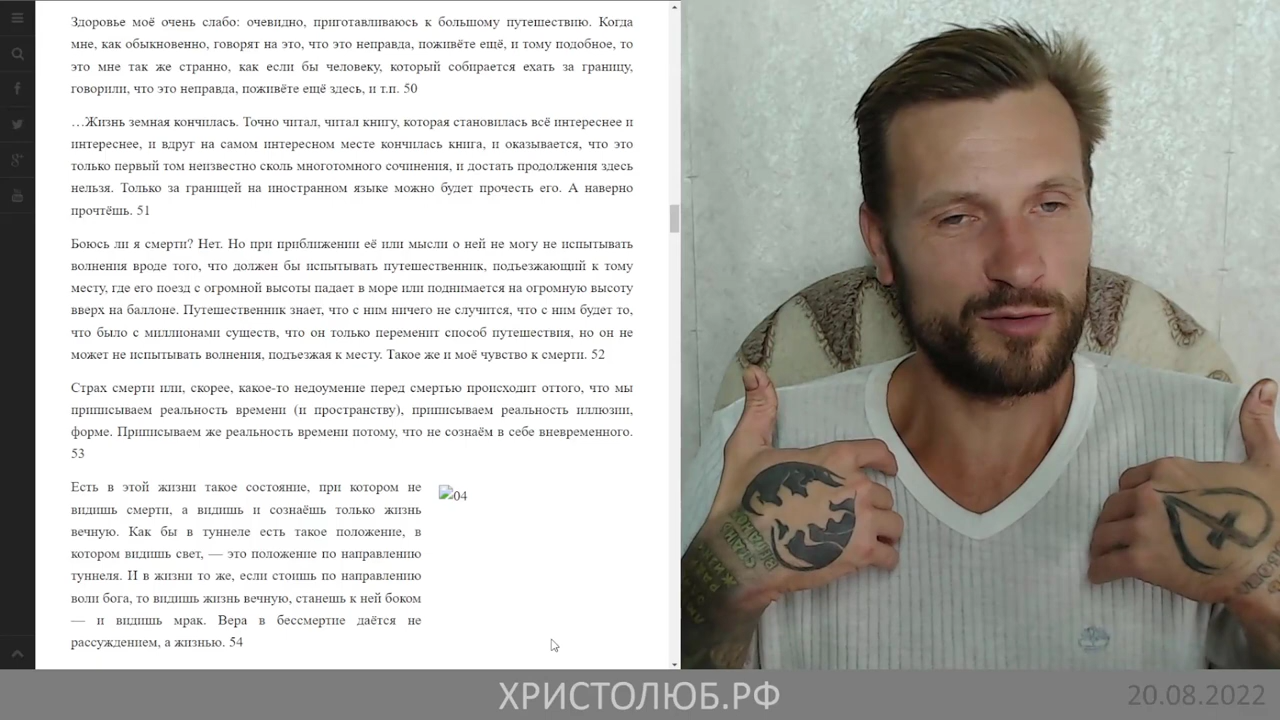 Здоровье моё очень слабо: очевидно, приготавливаюсь к большому путешествию. Когда
мне, как обыкновенно, говорят на это, что это неправда, поживёте ещё, и тому подобное, то
это мне так же странно, как если бы человеку, который собирается ехать за границу,
говорили, что это неправда, поживёте ещё здесь, и т.п. 50
…Жизнь земная кончилась. Точно читал, читал книгу, которая становилась всё интереснее и
интереснее, и вдруг на самом интересном месте кончилась книга, и оказывается, что это
только первый том неизвестно сколь многотомного сочинения, и достать продолжения здесь
нельзя. Только за границей на иностранном языке можно будет прочесть его. А наверно
прочтёшь. 51
Боюсь ли я смерти? Нет. Но при приближении её или мысли о ней не могу не испытывать
волнения вроде того, что должен бы испытывать путешественник, подъезжающий к тому
месту, где его поезд с огромной высоты падает в море или поднимается на огромную высоту
вверх на баллоне. Путешественник знает, что с ним ничего не случится, что с ним будет то,
что было с миллионами существ, что он только переменит способ путешествия, но он не
может не испытывать волнения, подъезжая к месту. Такое же и моё чувство к смерти. 52
Страх смерти или, скорее, какое-то недоумение перед смертью происходит оттого, что мы
приписываем реальность времени (и пространству), приписываем реальность иллюзии,
форме. Приписываем же реальность времени потому, что не сознаём в себе вневременного.
53
Есть в этой жизни такое состояние, при котором не
видишь смерти, а видишь и сознаёшь только жизнь
вечную. Как бы в туннеле есть такое положение, в
котором видишь свет, — это положение по направлению
туннеля. И в жизни то же, если стоишь по направлению
воли бога, то видишь жизнь вечную, станешь к ней боком
— и видишь мрак. Вера в бессмертие даётся не
рассуждением, а жизнью. 54
04
ХРИСТОЛЮБ.РФ
20.08.2022